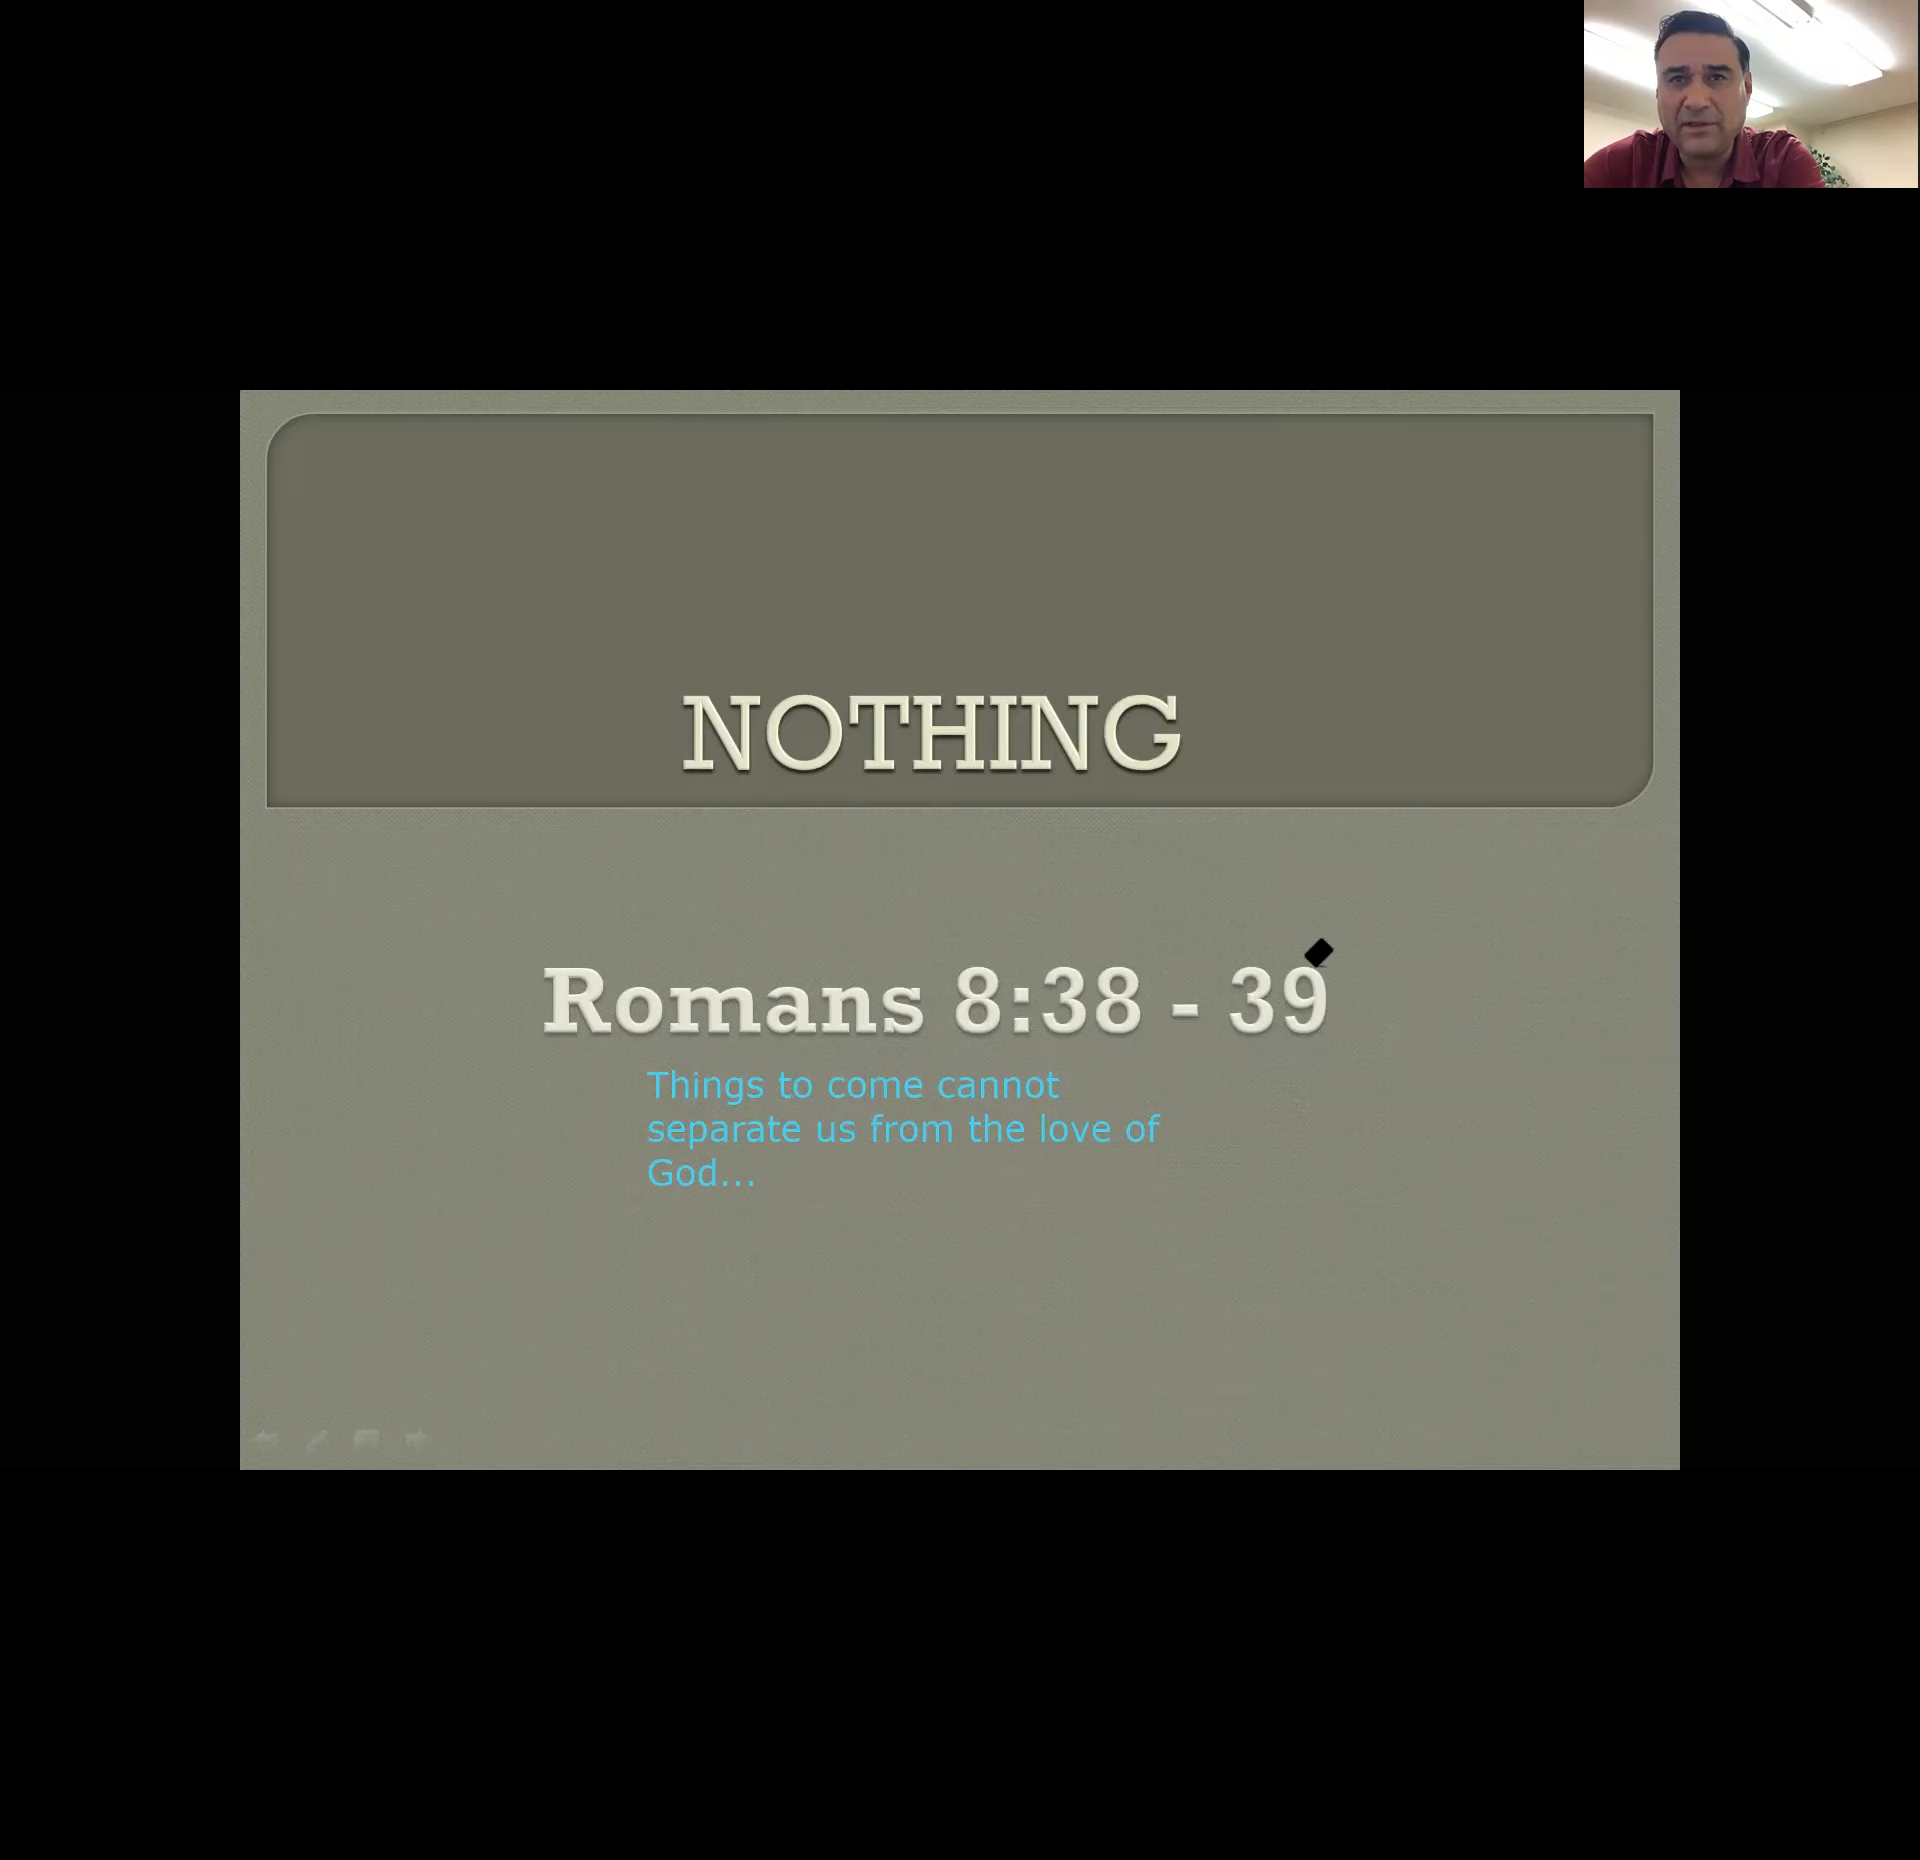 NOTHING
Romans 8:38 - 39
Things to come cannot
separate us from the love of
God...